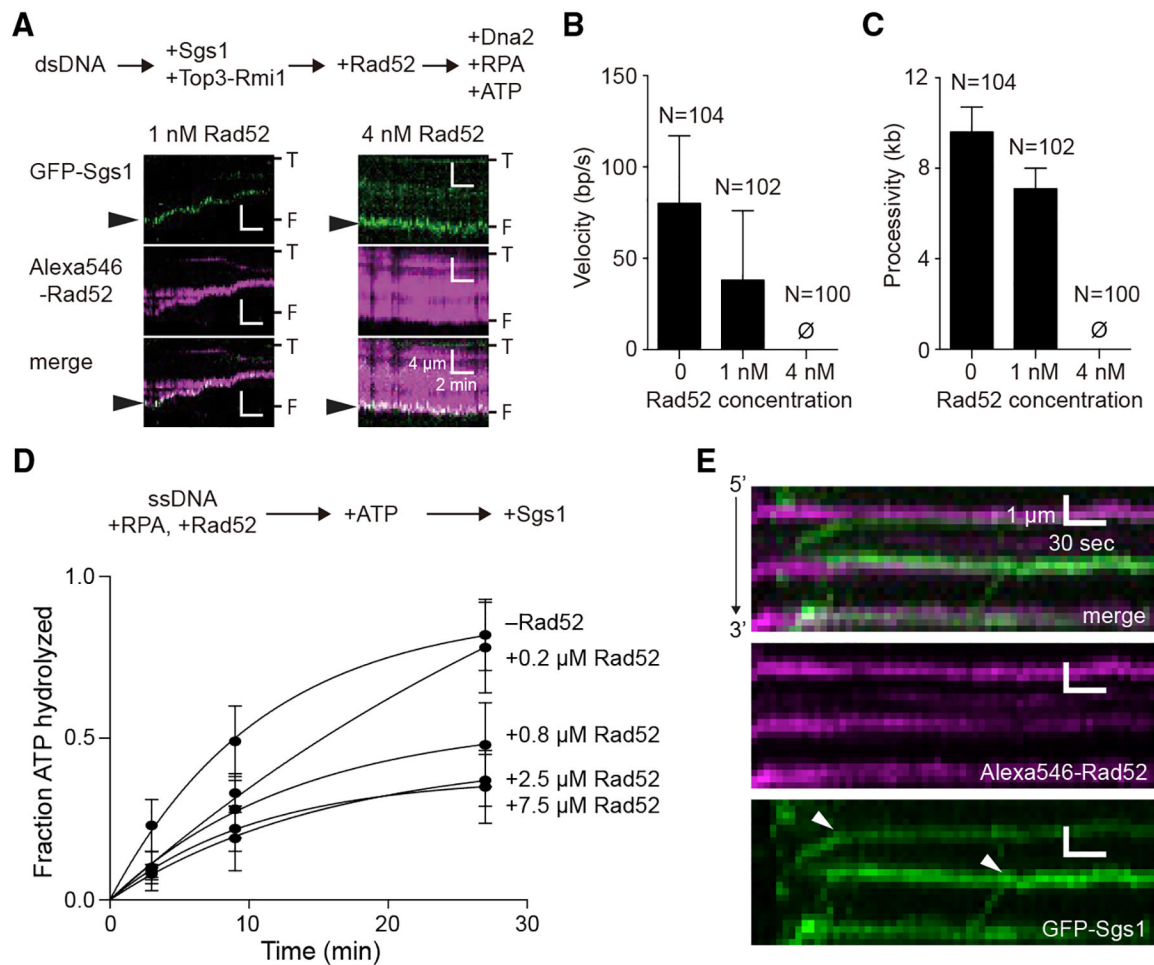 A
dsDNA
+Sgs1
+Top3-Rmi1
+Rad52
+Dna2
+RPA
+ATP
1 nM Rad52
4 nM Rad52
GFP-Sgs1
T
F
T
F
Alexa546
-Rad52
T
F
T
F
merge
T
F
T
4 µm
2 min
F
B
Velocity (bp/s)
150
100
50
0
N=104
N=102
N=100
Ø
0
1 nM
4 nM
Rad52 concentration
C
Processivity (kb)
12
9
6
3
0
N=104
N=102
N=100
Ø
0
1 nM
4 nM
Rad52 concentration
D
ssDNA
+RPA, +Rad52
+ATP
+Sgs1
Fraction ATP hydrolyzed
1.0
0.5
0.0
–Rad52
+0.2 µM Rad52
+0.8 µM Rad52
+2.5 µM Rad52
+7.5 µM Rad52
0
10
20
30
Time (min)
E
5'
3'
1 µm
30 sec
merge
Alexa546-Rad52
GFP-Sgs1